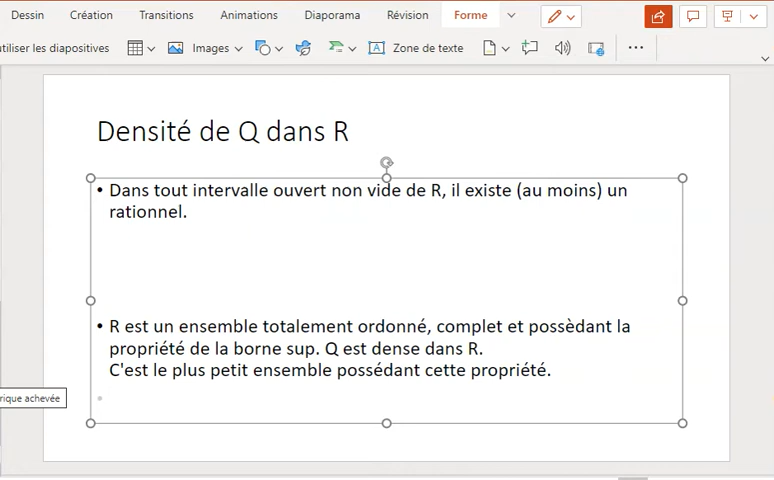 Dessin Création Transitions Animations Diaporama Révision Forme
utiliser les diapositives Images A Zone de texte
Densité de Q dans R
• Dans tout intervalle ouvert non vide de R, il existe (au moins) un
rationnel.
• R est un ensemble totalement ordonné, complet et possèdant la
propriété de la borne sup. Q est dense dans R.
C'est le plus petit ensemble possédant cette propriété.
rique achevée